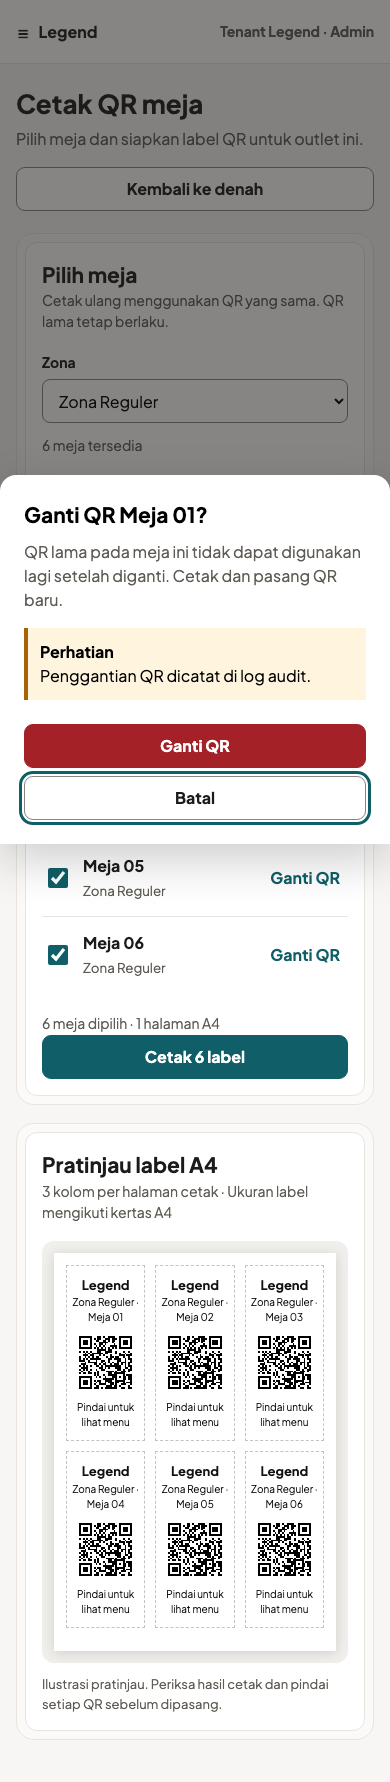 ≡ Legend
Tenant Legend · Admin
Cetak QR meja
Pilih meja dan siapkan label QR untuk outlet ini.
Kembali ke denah
Pilih meja
Cetak ulang menggunakan QR yang sama. QR
lama tetap berlaku.
Zona
Zona Reguler
6 meja tersedia
Ganti QR Meja 01?
QR lama pada meja ini tidak dapat digunakan
lagi setelah diganti. Cetak dan pasang QR
baru.
Perhatian
Penggantian QR dicatat di log audit.
Ganti QR
Batal
Meja 05
Zona Reguler
Ganti QR
Meja 06
Zona Reguler
Ganti QR
6 meja dipilih · 1 halaman A4
Cetak 6 label
Pratinjau label A4
3 kolom per halaman cetak · Ukuran label
mengikuti kertas A4
Legend
Zona Reguler ·
Meja 01
Pindai untuk
lihat menu
Legend
Zona Reguler ·
Meja 02
Pindai untuk
lihat menu
Legend
Zona Reguler ·
Meja 03
Pindai untuk
lihat menu
Legend
Zona Reguler ·
Meja 04
Pindai untuk
lihat menu
Legend
Zona Reguler ·
Meja 05
Pindai untuk
lihat menu
Legend
Zona Reguler ·
Meja 06
Pindai untuk
lihat menu
Ilustrasi pratinjau. Periksa hasil cetak dan pindai
setiap QR sebelum dipasang.